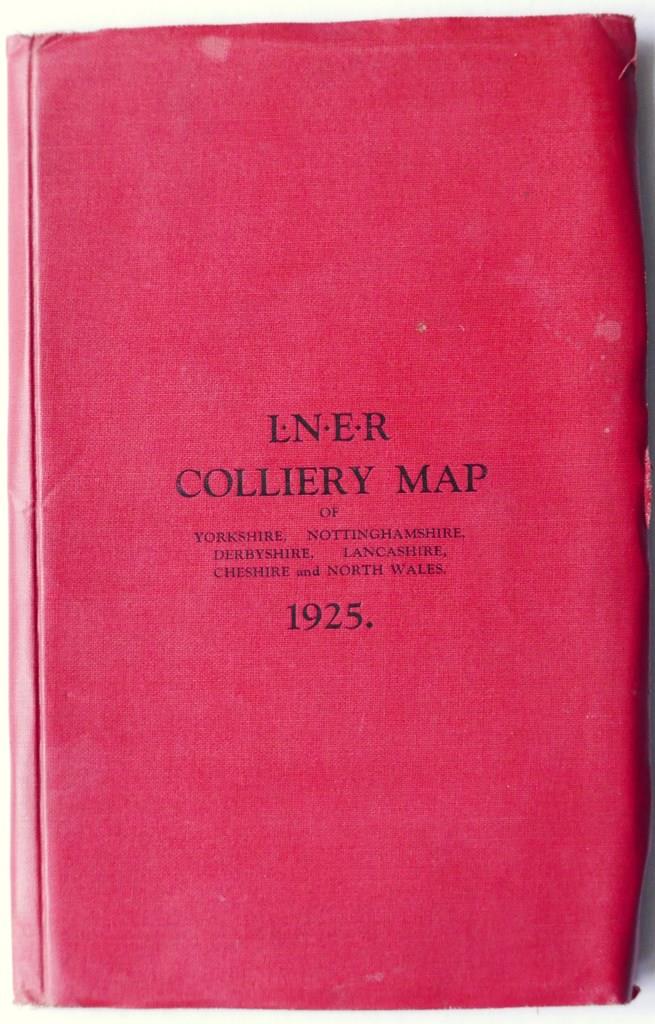 L·N·E·R
COLLIERY MAP
OF
YORKSHIRE, NOTTINGHAMSHIRE,
DERBYSHIRE, LANCASHIRE,
CHESHIRE and NORTH WALES.
1925.